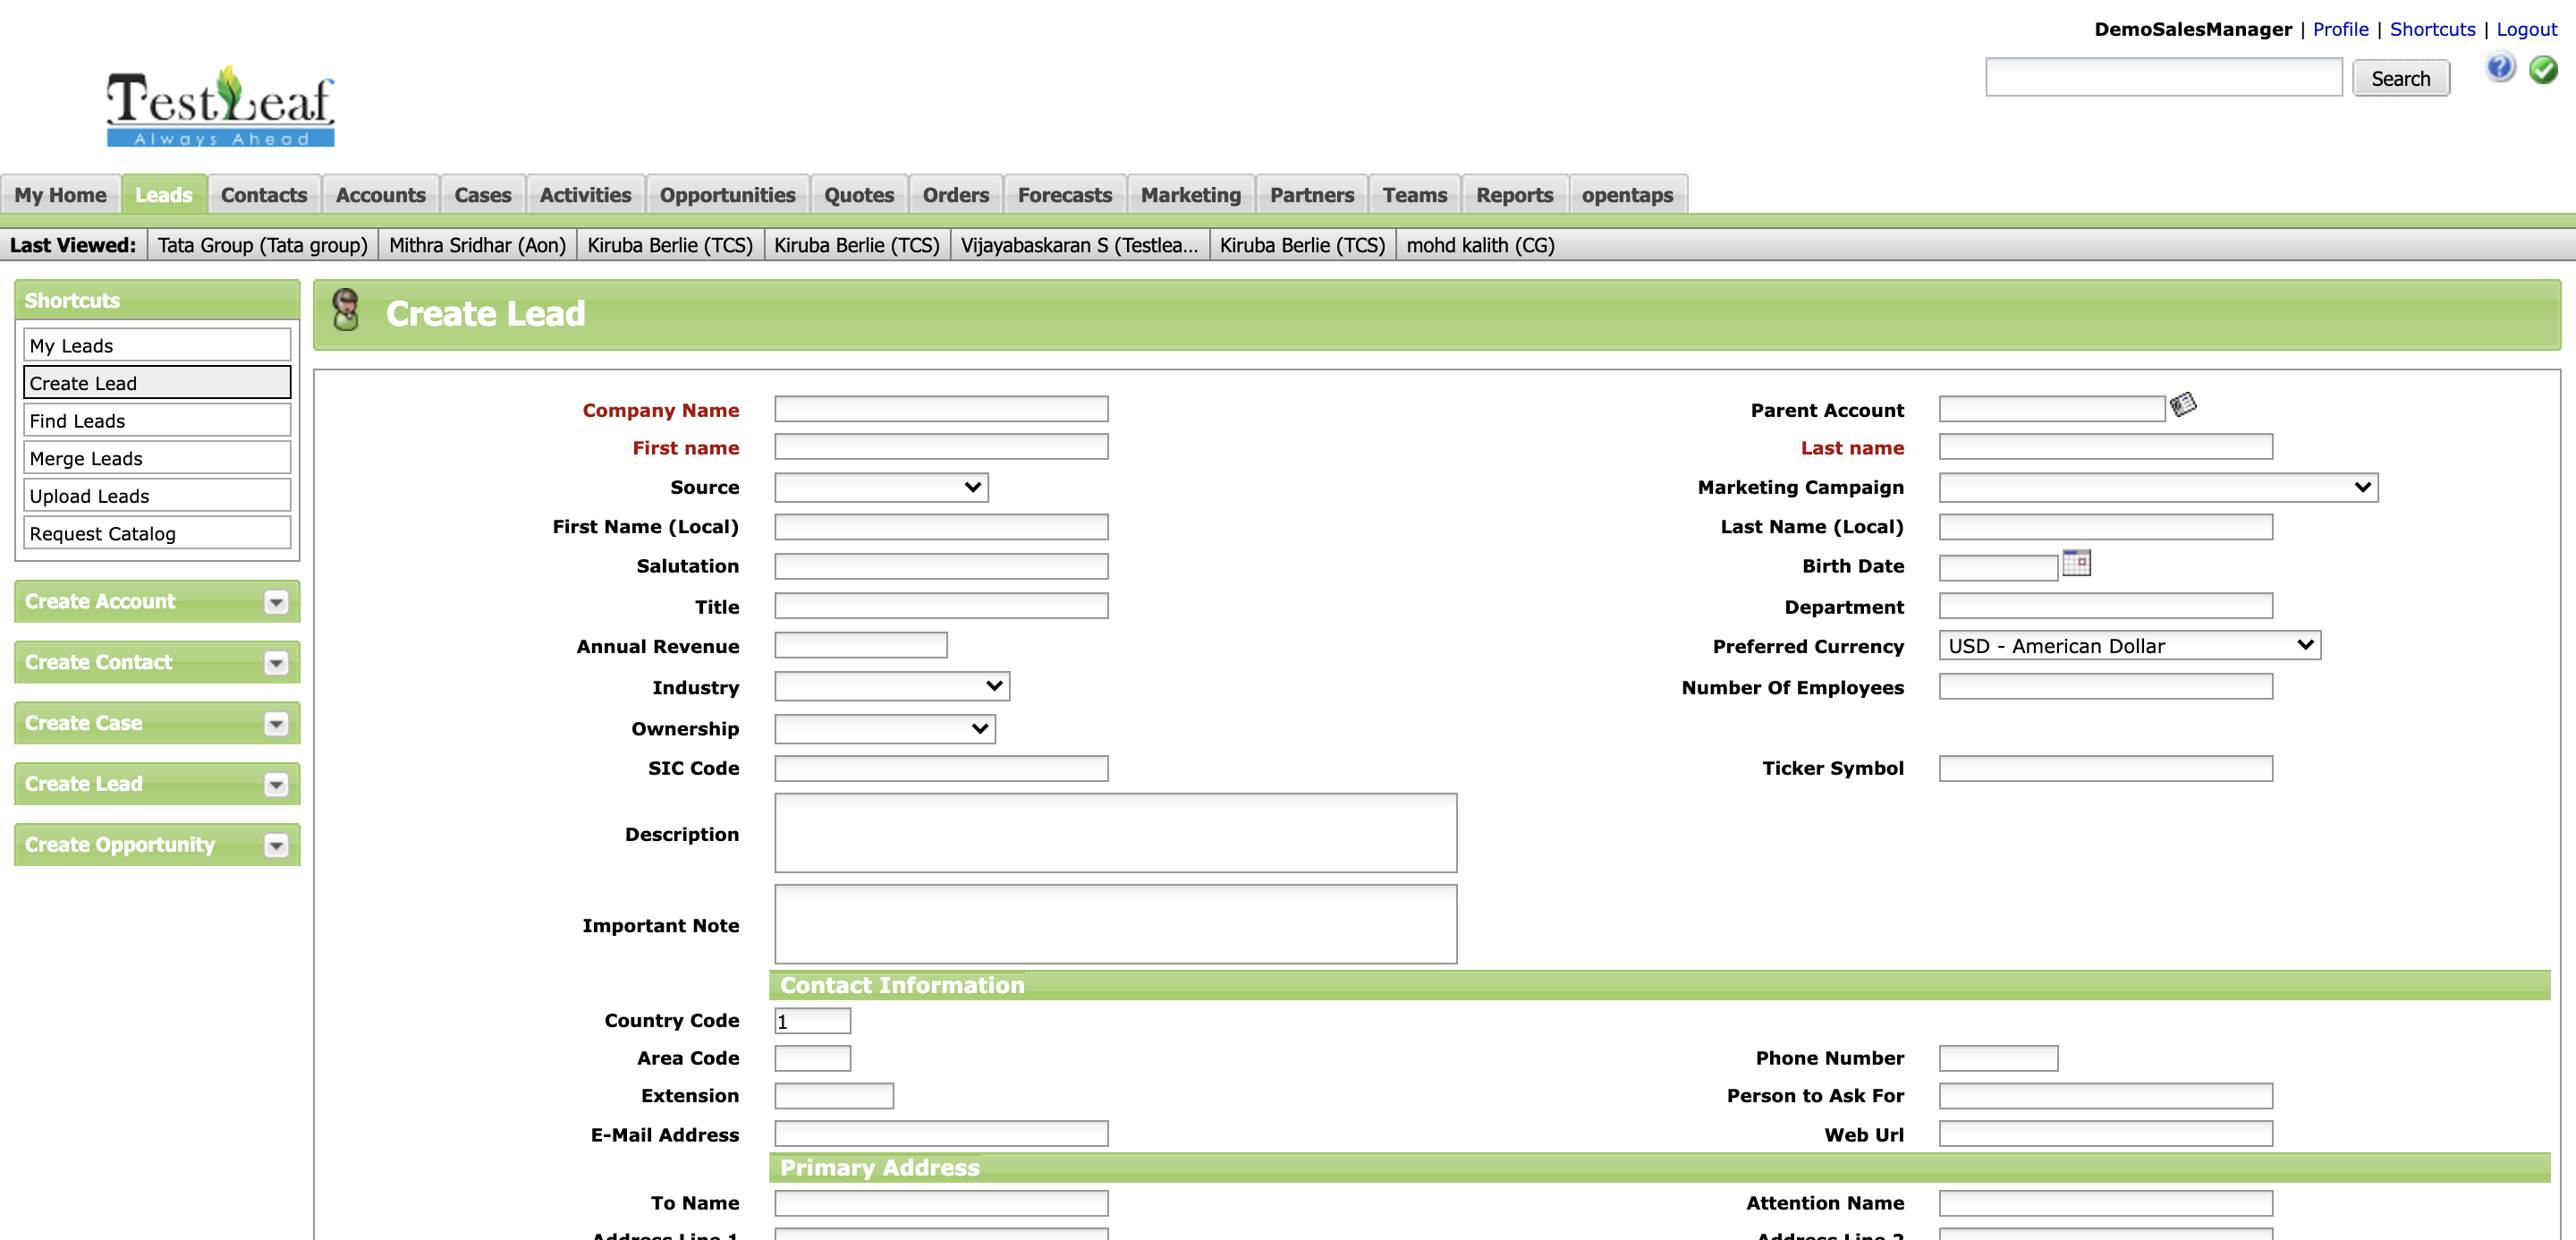 DemoSalesManager | Profile | Shortcuts | Logout
Search
TestLeaf
Always Ahead
My Home Leads Contacts Accounts Cases Activities Opportunities Quotes Orders Forecasts Marketing Partners Teams Reports opentaps
Last Viewed: Tata Group (Tata group) Mithra Sridhar (Aon) Kiruba Berlie (TCS) Kiruba Berlie (TCS) Vijayabaskaran S (Testlea... Kiruba Berlie (TCS) mohd kalith (CG)
Shortcuts
My Leads
Create Lead
Find Leads
Merge Leads
Upload Leads
Request Catalog
Create Account
Create Contact
Create Case
Create Lead
Create Opportunity
Create Lead
Company Name Parent Account
First name Last name
Source Marketing Campaign
First Name (Local) Last Name (Local)
Salutation Birth Date
Title Department
Annual Revenue Preferred Currency USD - American Dollar
Industry Number Of Employees
Ownership
SIC Code Ticker Symbol
Description
Important Note
Contact Information
Country Code 1
Area Code Phone Number
Extension Person to Ask For
E-Mail Address Web Url
Primary Address
To Name Attention Name
Address Line 1 Address Line 2